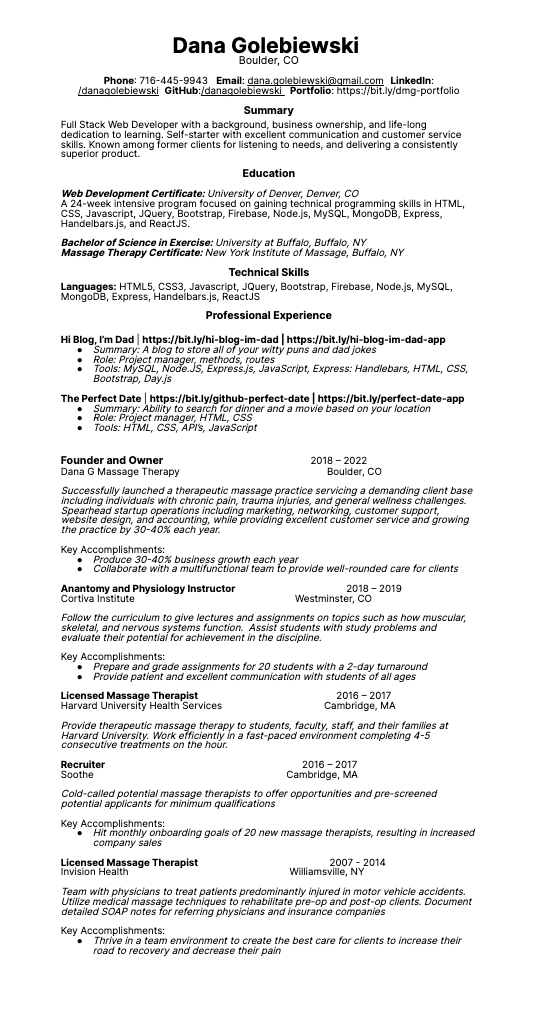 Dana Golebiewski
Boulder, CO
Phone: 716-445-9943 Email: dana.golebiewski@gmail.com LinkedIn:
/danagolebiewski GitHub:/danagolebiewski Portfolio: https://bit.ly/dmg-portfolio
Summary
Full Stack Web Developer with a background, business ownership, and life-long
dedication to learning. Self-starter with excellent communication and customer service
skills. Known among former clients for listening to needs, and delivering a consistently
superior product.
Education
Web Development Certificate: University of Denver, Denver, CO
A 24-week intensive program focused on gaining technical programming skills in HTML,
CSS, Javascript, JQuery, Bootstrap, Firebase, Node.js, MySQL, MongoDB, Express,
Handelbars.js, and ReactJS.
Bachelor of Science in Exercise: University at Buffalo, Buffalo, NY
Massage Therapy Certificate: New York Institute of Massage, Buffalo, NY
Technical Skills
Languages: HTML5, CSS3, Javascript, JQuery, Bootstrap, Firebase, Node.js, MySQL,
MongoDB, Express, Handelbars.js, ReactJS
Professional Experience
Hi Blog, I'm Dad | https://bit.ly/hi-blog-im-dad | https://bit.ly/hi-blog-im-dad-app
● Summary: A blog to store all of your witty puns and dad jokes
● Role: Project manager, methods, routes
● Tools: MySQL, Node.JS, Express.js, JavaScript, Express: Handlebars, HTML, CSS,
Bootstrap, Day.js
The Perfect Date | https://bit.ly/github-perfect-date | https://bit.ly/perfect-date-app
● Summary: Ability to search for dinner and a movie based on your location
● Role: Project manager, HTML, CSS
● Tools: HTML, CSS, API's, JavaScript
Founder and Owner 2018 – 2022
Dana G Massage Therapy Boulder, CO
Successfully launched a therapeutic massage practice servicing a demanding client base
including individuals with chronic pain, trauma injuries, and general wellness challenges.
Spearhead startup operations including marketing, networking, customer support,
website design, and accounting, while providing excellent customer service and growing
the practice by 30-40% each year.
Key Accomplishments:
● Produce 30-40% business growth each year
● Collaborate with a multifunctional team to provide well-rounded care for clients
Anantomy and Physiology Instructor 2018 – 2019
Cortiva Institute Westminster, CO
Follow the curriculum to give lectures and assignments on topics such as how muscular,
skeletal, and nervous systems function. Assist students with study problems and
evaluate their potential for achievement in the discipline.
Key Accomplishments:
● Prepare and grade assignments for 20 students with a 2-day turnaround
● Provide patient and excellent communication with students of all ages
Licensed Massage Therapist 2016 – 2017
Harvard University Health Services Cambridge, MA
Provide therapeutic massage therapy to students, faculty, staff, and their families at
Harvard University. Work efficiently in a fast-paced environment completing 4-5
consecutive treatments on the hour.
Recruiter 2016 – 2017
Soothe Cambridge, MA
Cold-called potential massage therapists to offer opportunities and pre-screened
potential applicants for minimum qualifications
Key Accomplishments:
● Hit monthly onboarding goals of 20 new massage therapists, resulting in increased
company sales
Licensed Massage Therapist 2007 - 2014
Invision Health Williamsville, NY
Team with physicians to treat patients predominantly injured in motor vehicle accidents.
Utilize medical massage techniques to rehabilitate pre-op and post-op clients. Document
detailed SOAP notes for referring physicians and insurance companies
Key Accomplishments:
● Thrive in a team environment to create the best care for clients to increase their
road to recovery and decrease their pain